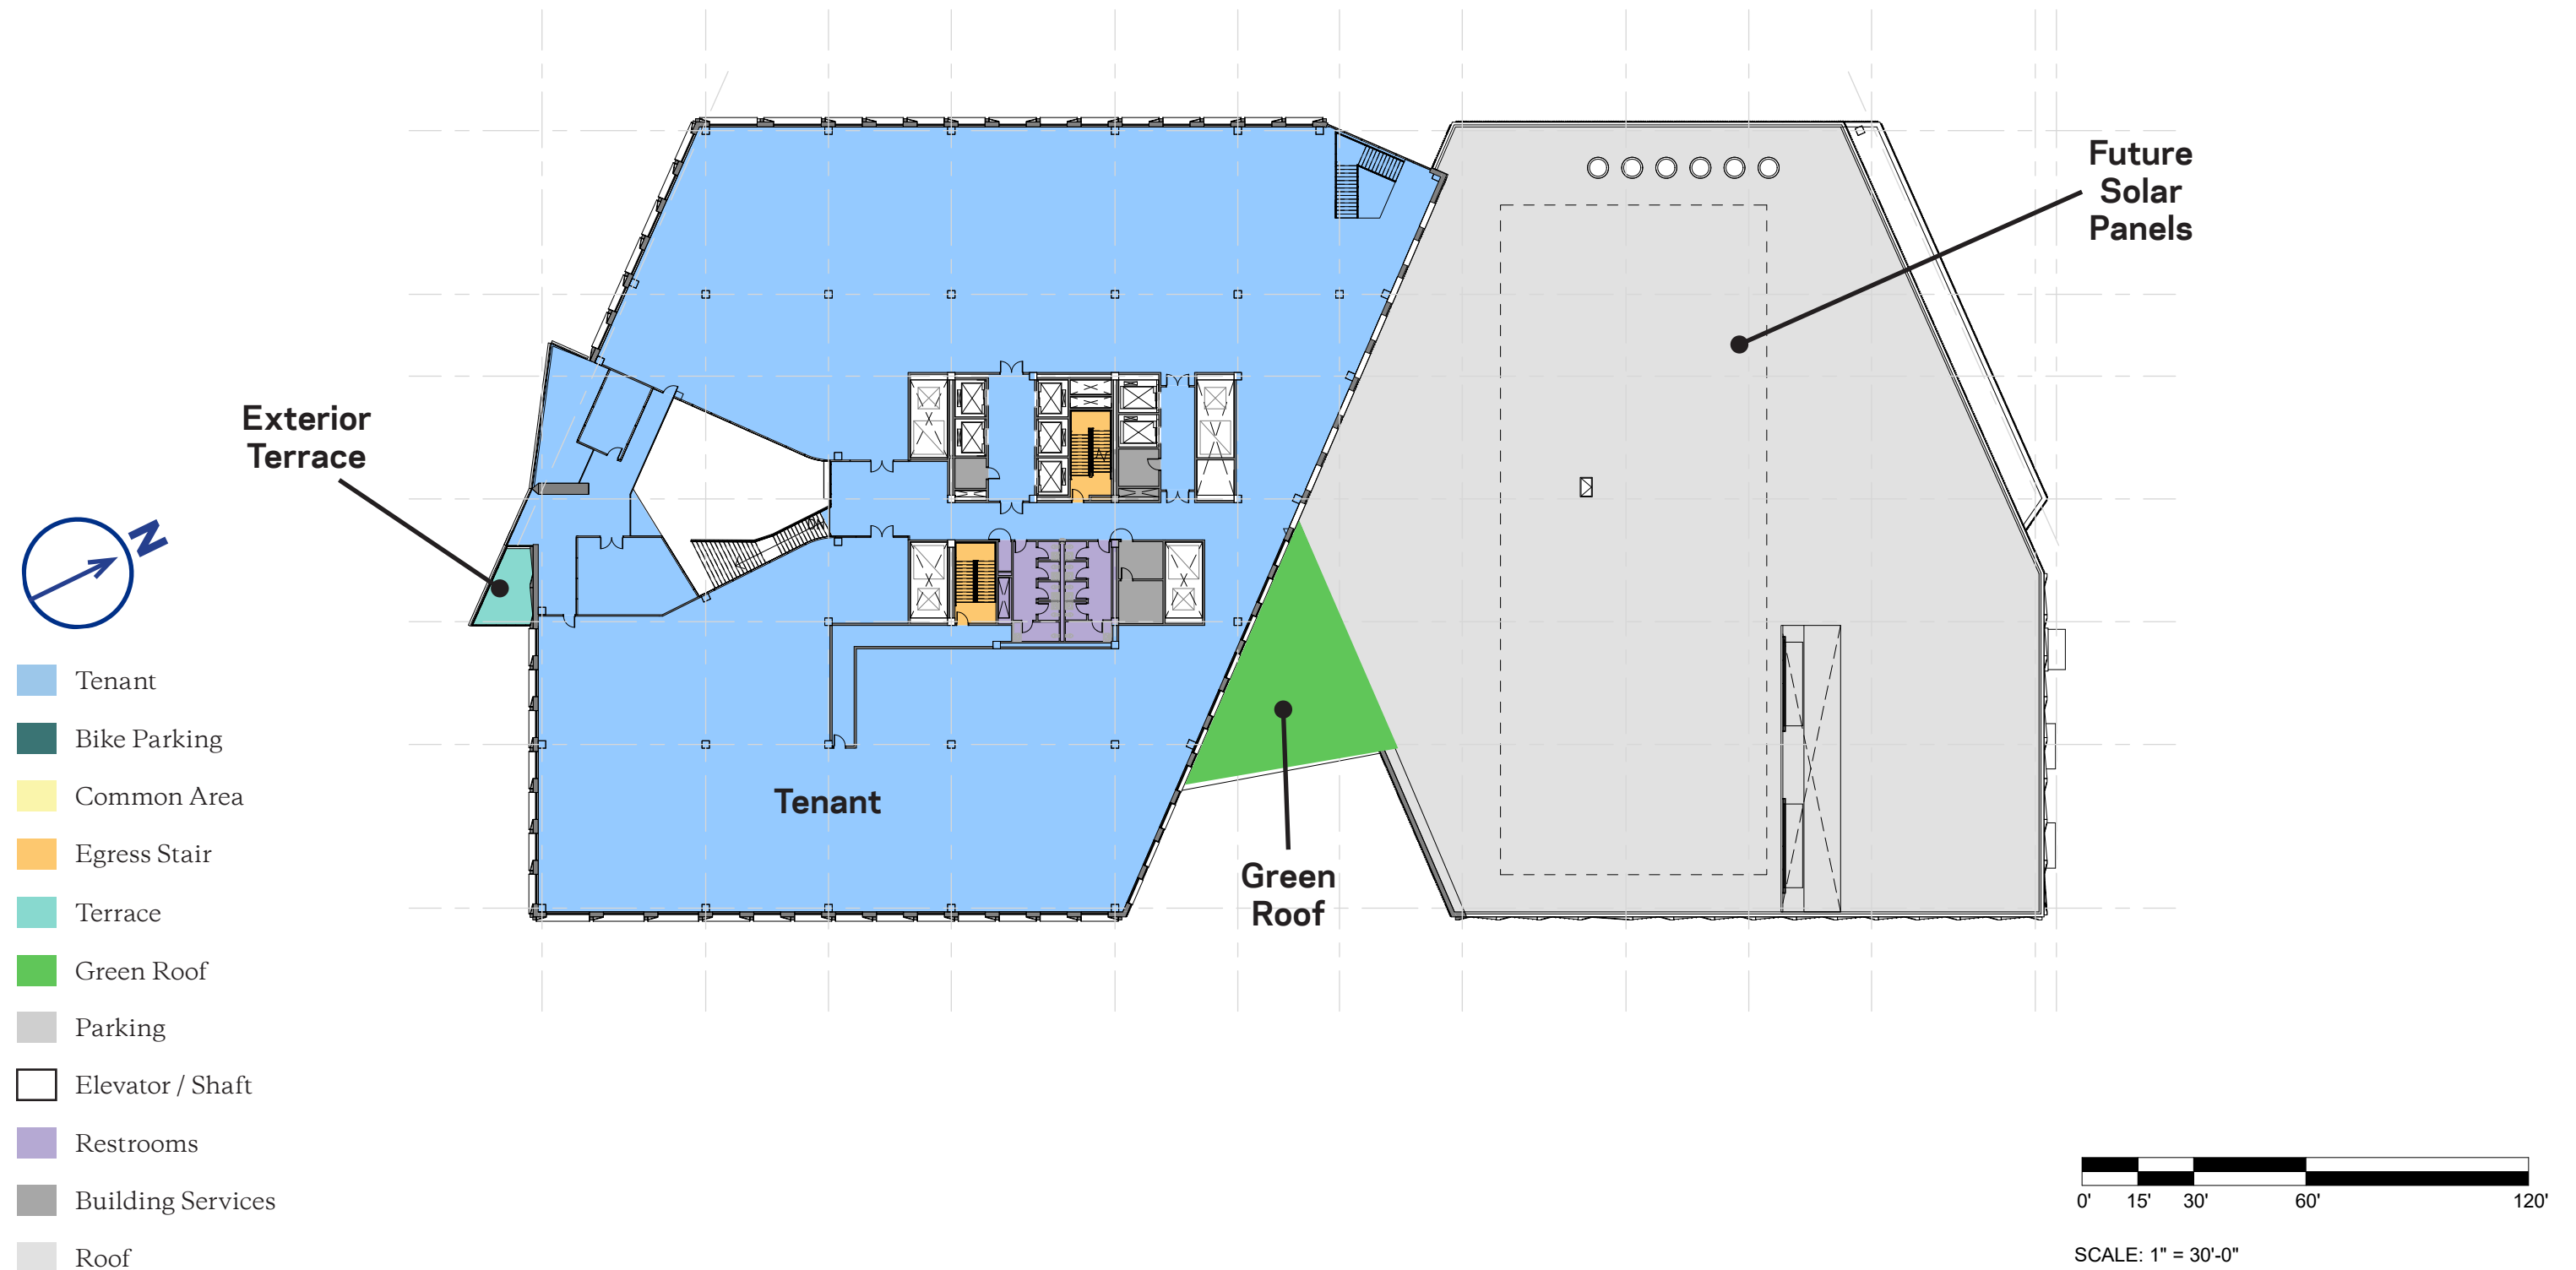 Future
Solar
Panels
Exterior
Terrace
N
Tenant
Bike Parking
Common Area
Egress Stair
Terrace
Green Roof
Parking
Elevator / Shaft
Restrooms
Building Services
Roof
Tenant
Green
Roof
0' 15' 30' 60' 120'
SCALE: 1" = 30'-0"